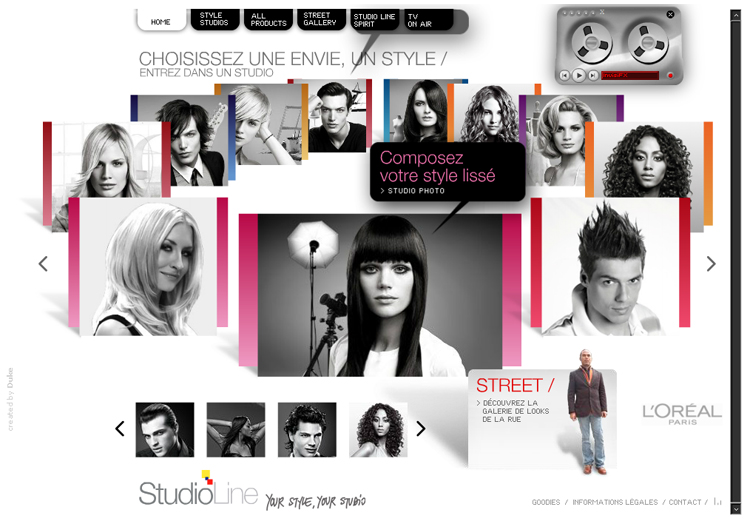 HOME
STYLE
STUDIOS
ALL
PRODUCTS
STREET
GALLERY
STUDIO LINE
SPIRIT
TV
ON AIR
CHOISISSEZ UNE ENVIE, UN STYLE /
ENTREZ DANS UN STUDIO
Composez
votre style lissé
> STUDIO PHOTO
STREET /
> DÉCOUVREZ LA
GALERIE DE LOOKS
DE LA RUE
L'ORÉAL
PARIS
created by Duke
StudioLine YOUR STYLE, YOUR STUDIO
GOODIES / INFORMATIONS LEGALES / CONTACT /